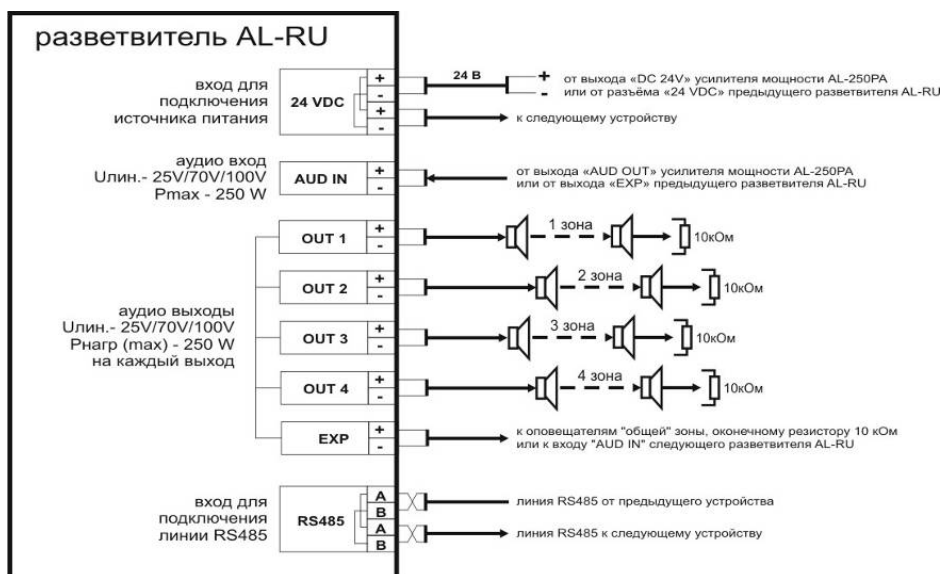 разветвитель AL-RU
вход для
подключения
источника питания
24 VDC
+
-
+
-
24 В
+
-
от выхода «DC 24V» усилителя мощности AL-250PA
или от разъёма «24 VDC» предыдущего разветвителя AL-RU
к следующему устройству
аудио вход
Uлин.- 25V/70V/100V
Pmax - 250 W
AUD IN
+
-
от выхода «AUD OUT» усилителя мощности AL-250PA
или от выхода «EXP» предыдущего разветвителя AL-RU
аудио выходы
Uлин.- 25V/70V/100V
Рнагр (max) - 250 W
на каждый выход
OUT 1
+
-
1 зона
10кОм
OUT 2
+
-
2 зона
10кОм
OUT 3
+
-
3 зона
10кОм
OUT 4
+
-
4 зона
10кОм
EXP
+
-
к оповещателям "общей" зоны, оконечному резистору 10 кОм
или к входу "AUD IN" следующего разветвителя AL-RU
вход для
подключения
линии RS485
RS485
A
B
A
B
линия RS485 от предыдущего устройства
линия RS485 к следующему устройству